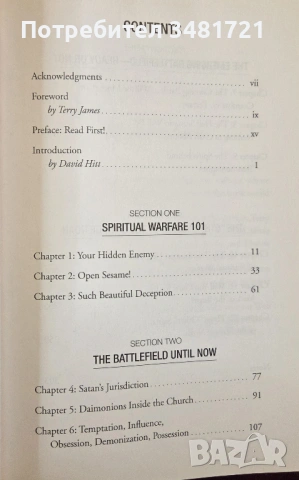 ID: 3481721
CONTENTS
Acknowledgments vii
Foreword
by Terry James ix
Preface: Read First! xv
Introduction
by David Hitt 1
SECTION ONE
SPIRITUAL WARFARE 101
Chapter 1: Your Hidden Enemy 11
Chapter 2: Open Sesame! 33
Chapter 3: Such Beautiful Deception 61
SECTION TWO
THE BATTLEFIELD UNTIL NOW
Chapter 4: Satan's Jurisdiction 77
Chapter 5: Daimonions Inside the Church 91
Chapter 6: Temptation, Influence,
Obsession, Demonization, Possession 107
BAZAR